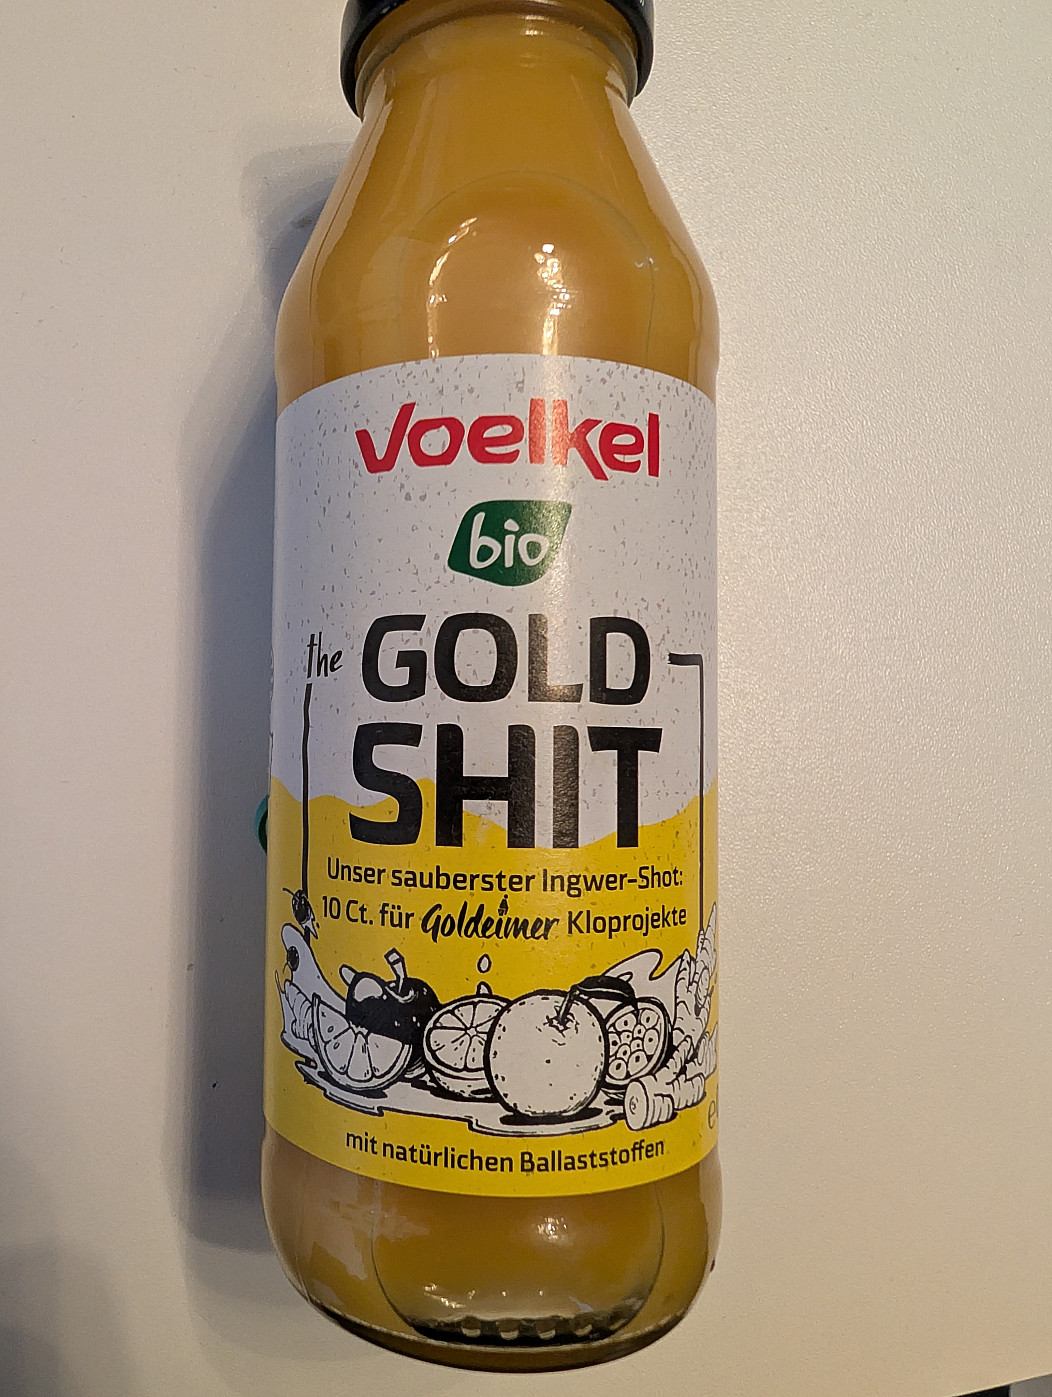 voelkel
bio
the GOLD
SHIT
Unser sauberster Ingwer-Shot:
10 Ct. für Goldeimer Kloprojekte
mit natürlichen Ballaststoffen